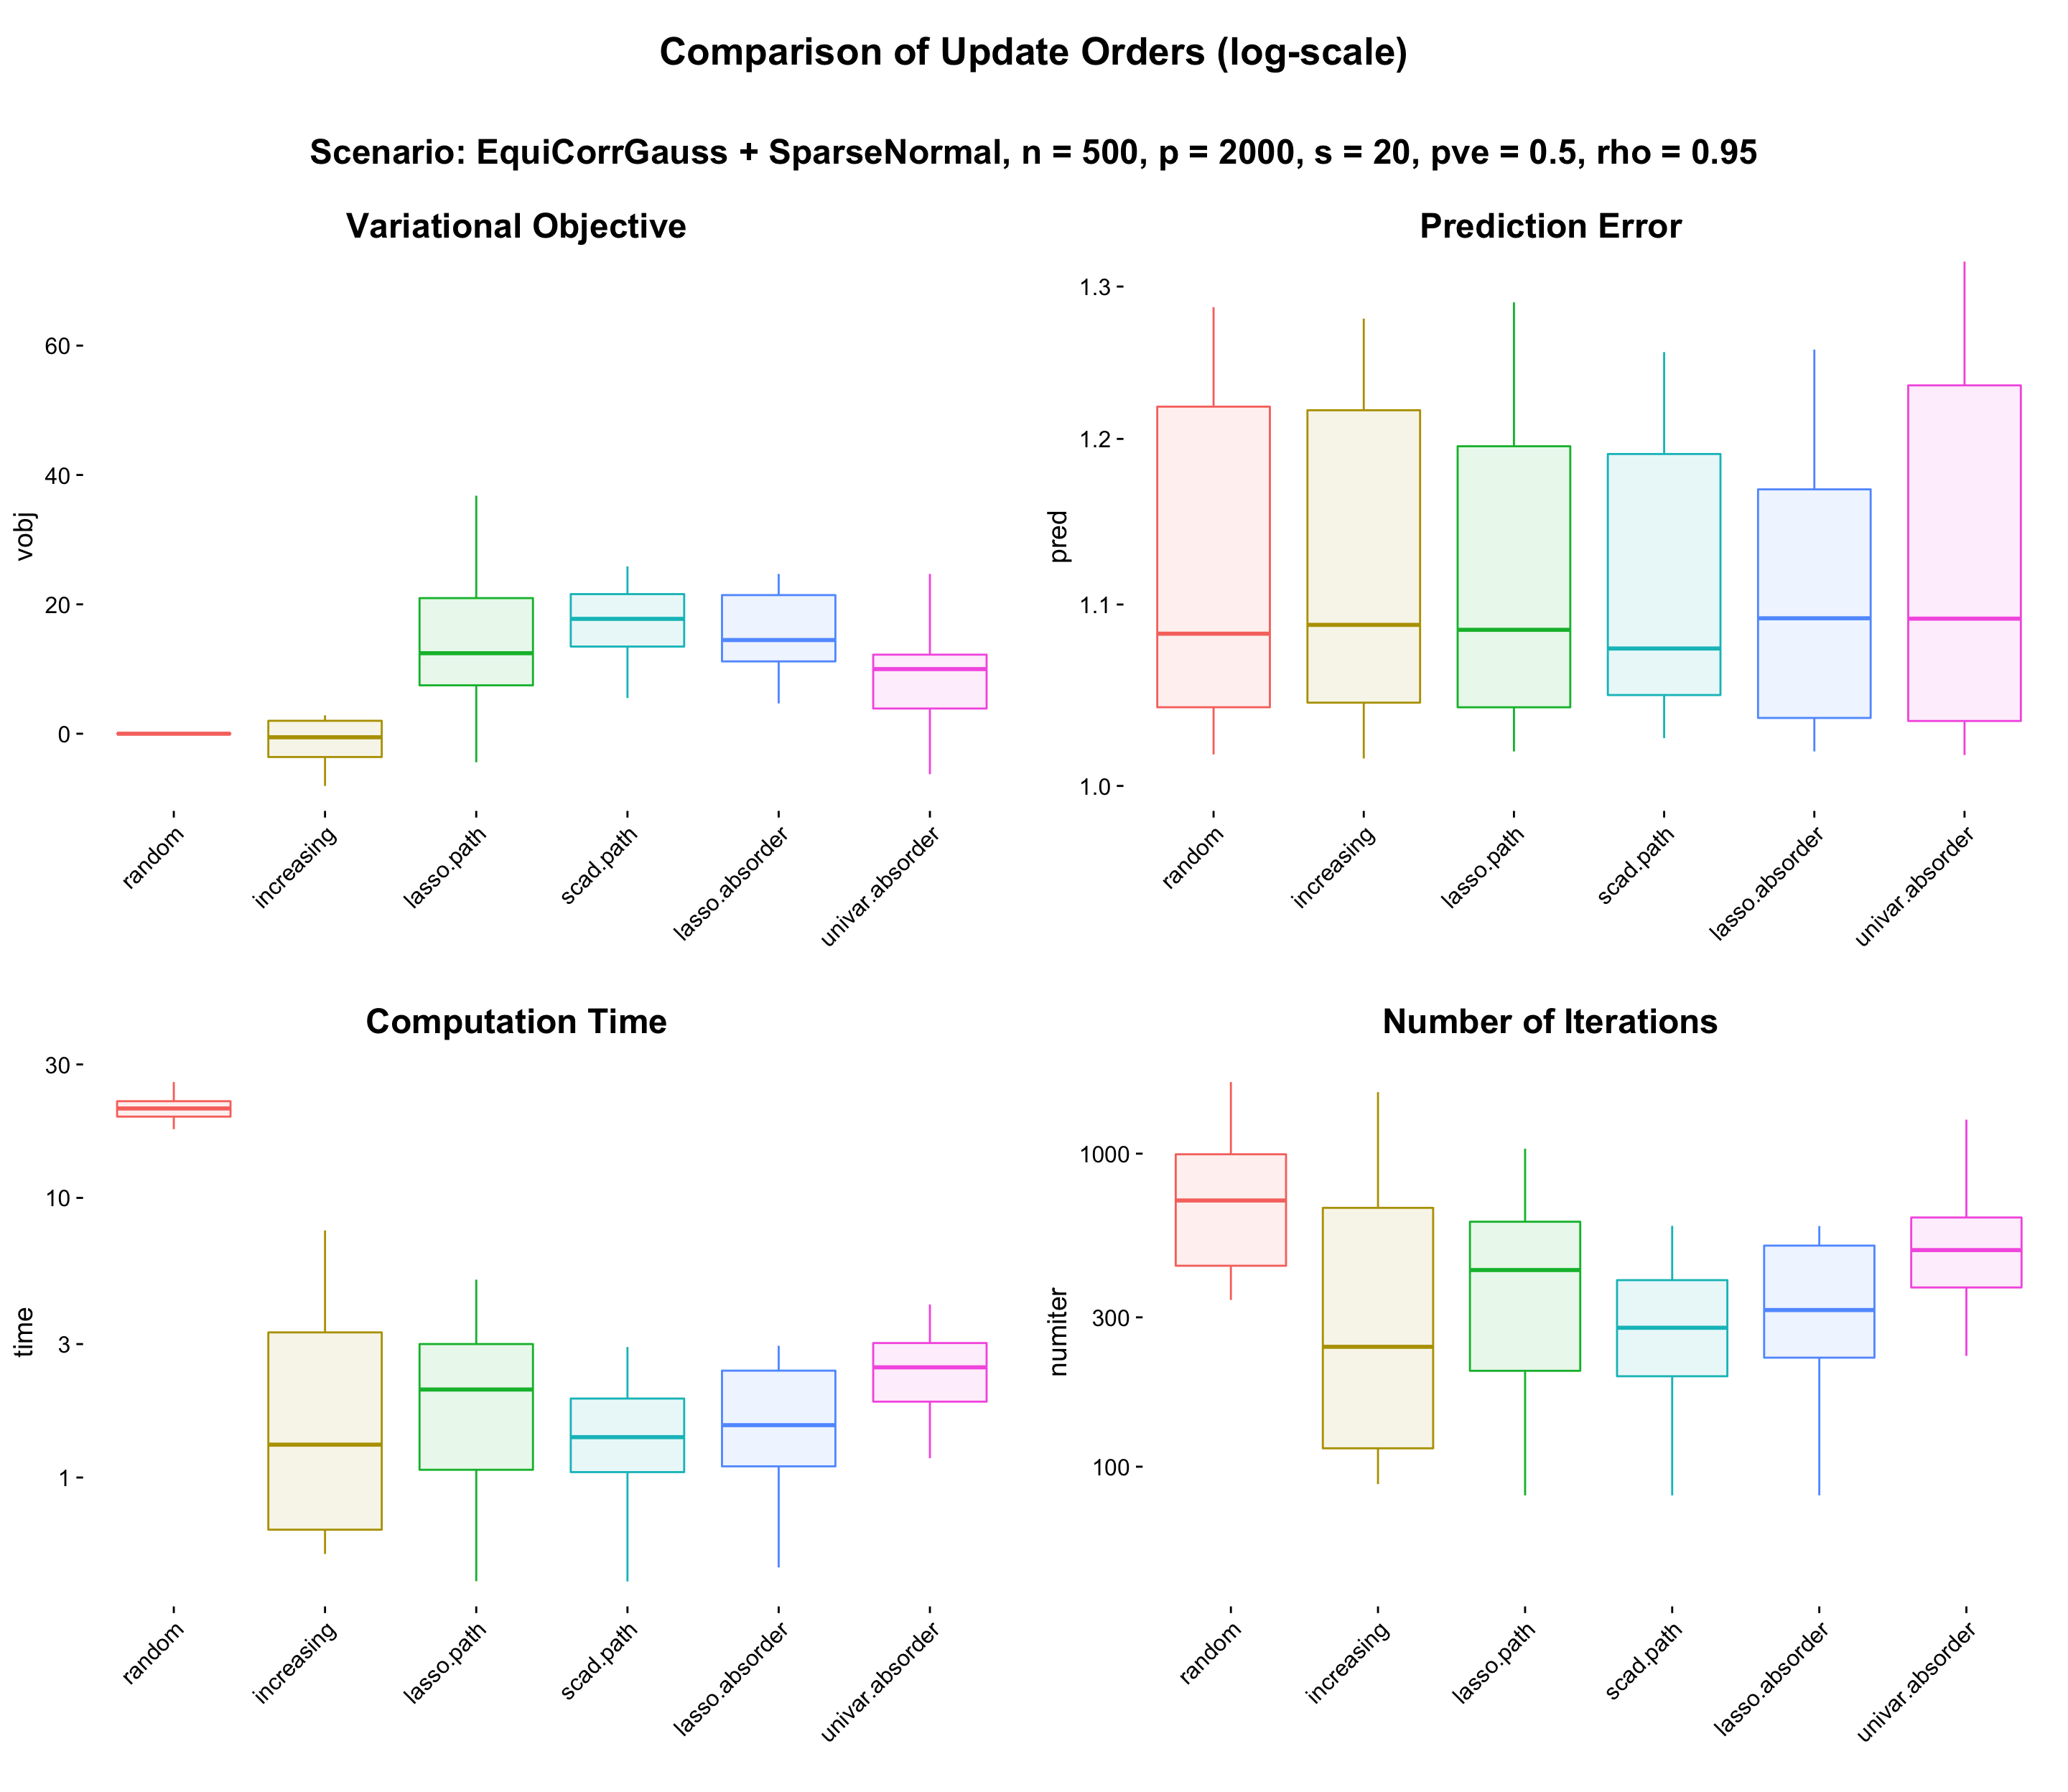 Comparison of Update Orders (log-scale)
Scenario: EquiCorrGauss + SparseNormal, n = 500, p = 2000, s = 20, pve = 0.5, rho = 0.95
Variational Objective
vobj
60
40
20
0
random
increasing
lasso.path
scad.path
lasso.absorder
univar.absorder
Prediction Error
pred
1.3
1.2
1.1
1.0
random
increasing
lasso.path
scad.path
lasso.absorder
univar.absorder
Computation Time
time
30
10
3
1
random
increasing
lasso.path
scad.path
lasso.absorder
univar.absorder
Number of Iterations
numiter
1000
300
100
random
increasing
lasso.path
scad.path
lasso.absorder
univar.absorder